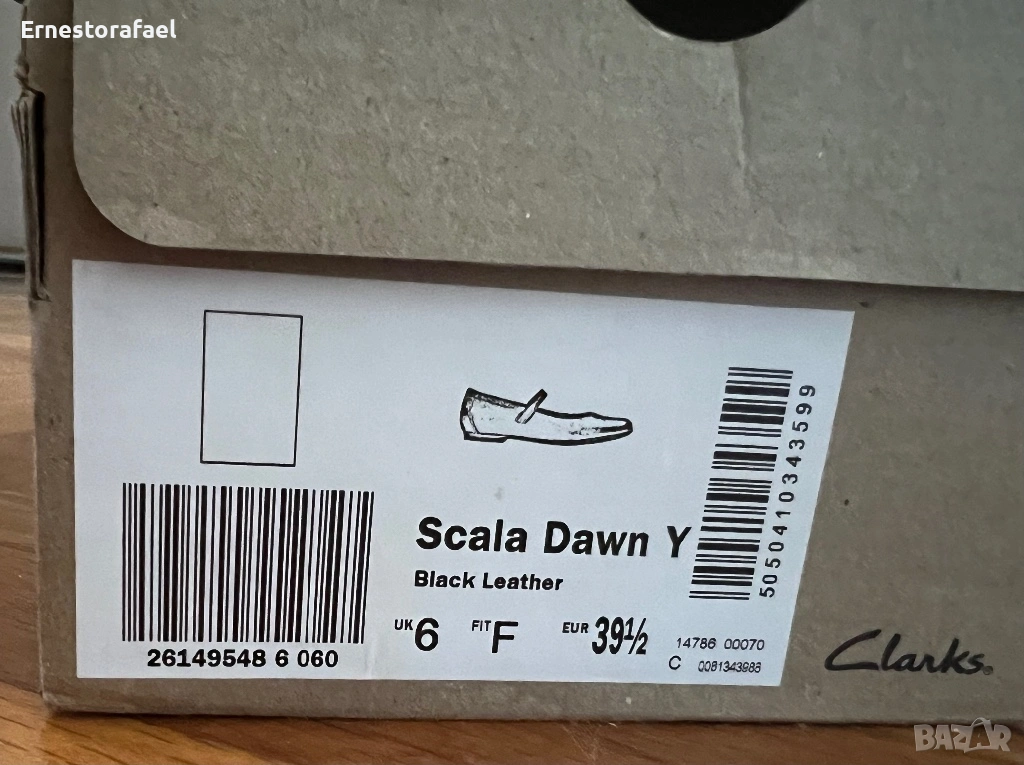 Ernestorafael
5050410343599
Scala Dawn Y
Black Leather
UK 6 FIT F EUR 39½
14786 00070
C 0081343988
26149548 6 060
Clarks
BAZAR